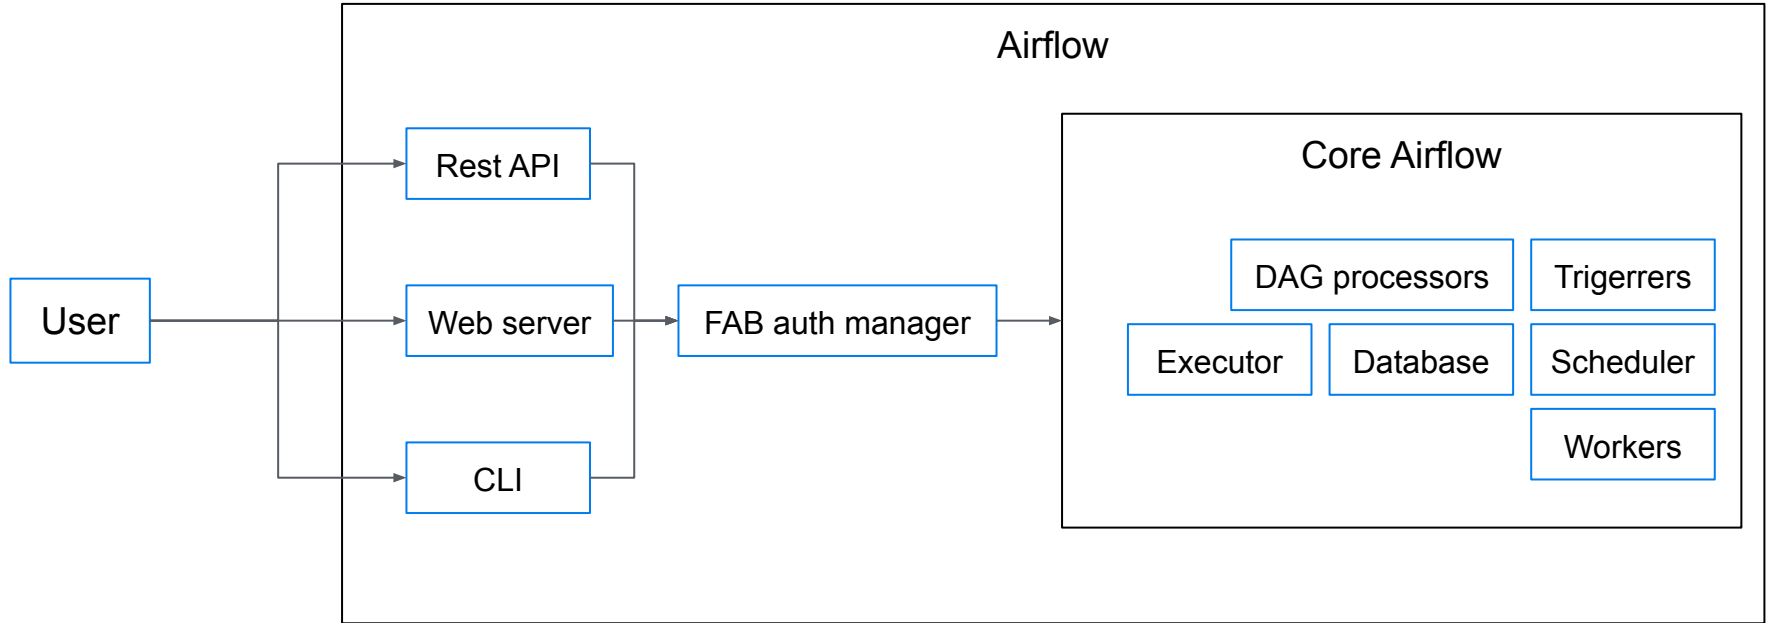 Airflow
Core Airflow
Rest API
DAG processors
Trigerrers
User
Web server
FAB auth manager
Executor
Database
Scheduler
Workers
CLI